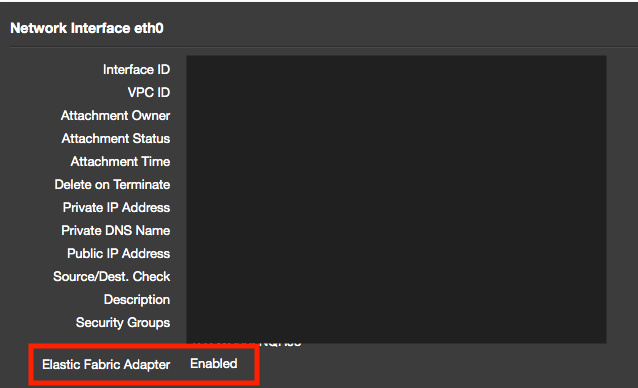 Network Interface eth0
Interface ID
VPC ID
Attachment Owner
Attachment Status
Attachment Time
Delete on Terminate
Private IP Address
Private DNS Name
Public IP Address
Source/Dest. Check
Description
Security Groups
Elastic Fabric Adapter Enabled